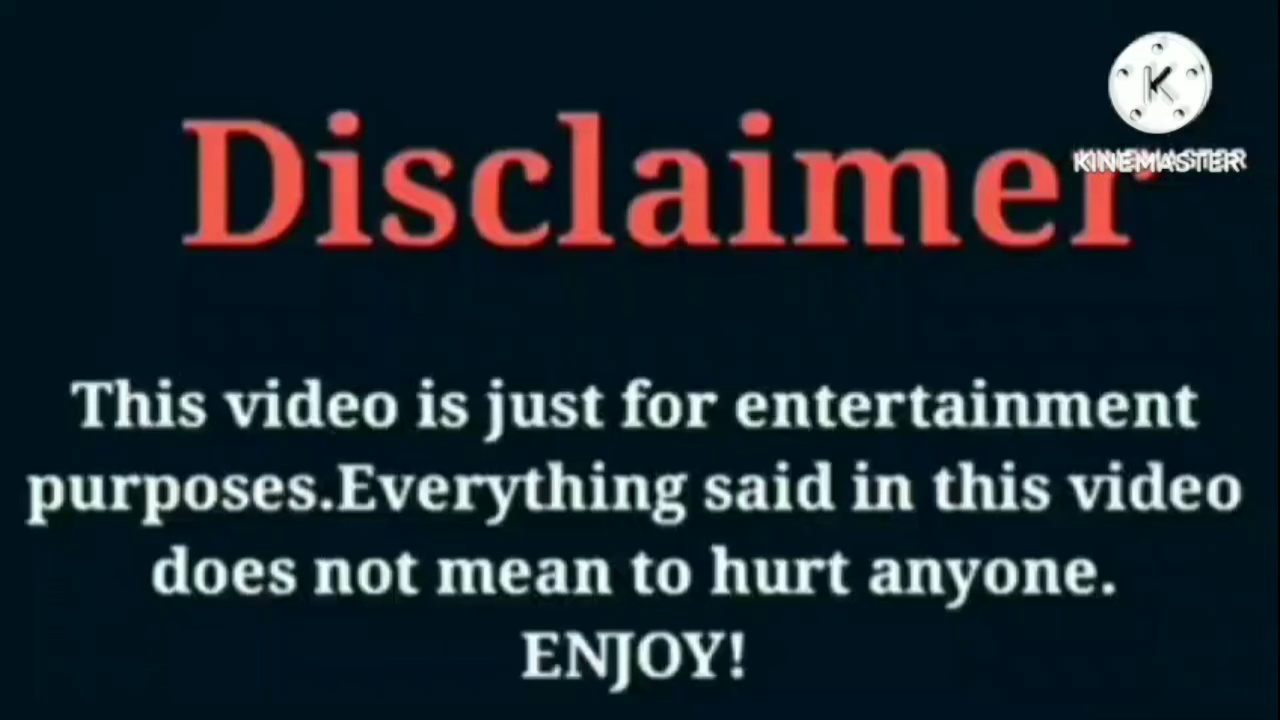 K
KINEMASTER
Disclaimer
This video is just for entertainment
purposes.Everything said in this video
does not mean to hurt anyone.
ENJOY!